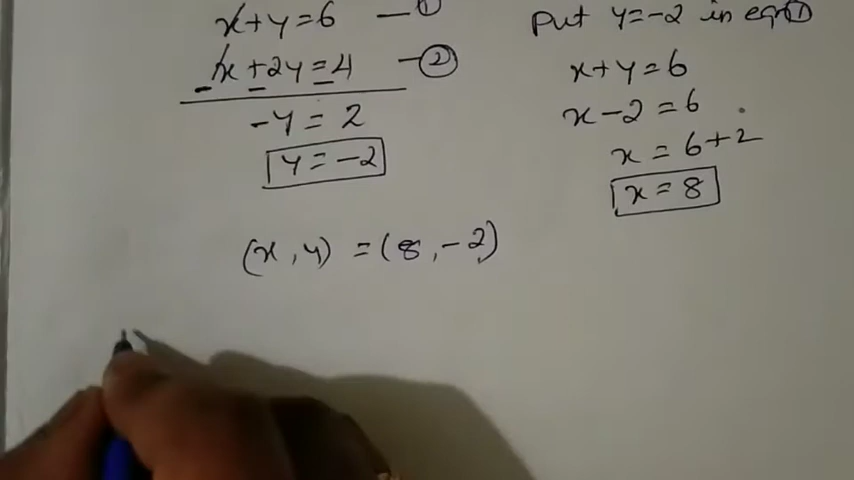 x+y=6 —①
x+2y=4 —②
- - -
-y=2
y=-2
(x,y) =(8,-2)
Put y=-2 in eqn①
x+y=6
x-2=6
x=6+2
x=8